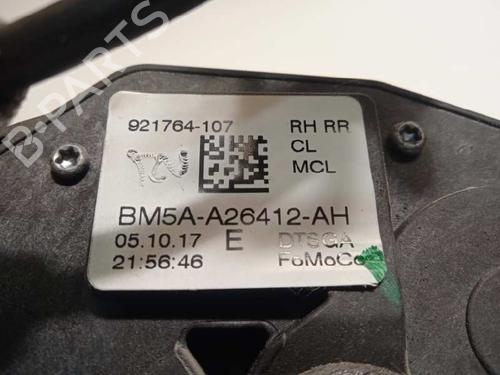 B-PARTS
921764-107 RH RR
CL
MCL
BM5A-A26412-AH
05.10.17 E DTSGA
21:56:46 FoMoCo